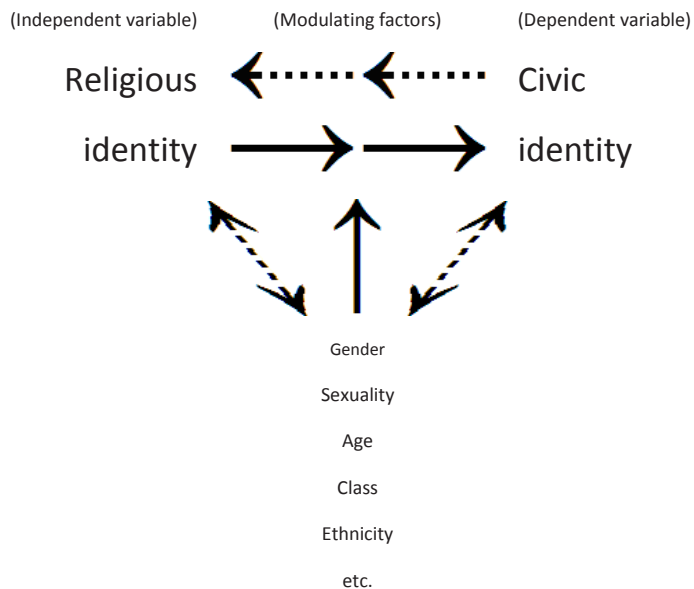 (Independent variable) (Modulating factors) (Dependent variable)
Religious Civic
identity identity
Gender
Sexuality
Age
Class
Ethnicity
etc.